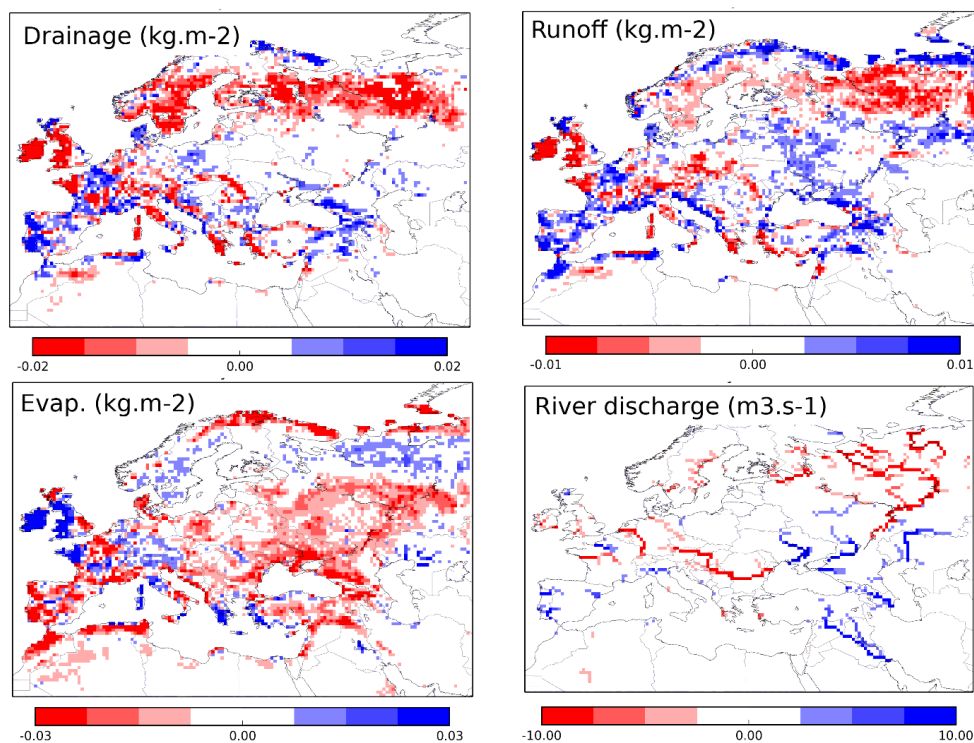 Drainage (kg.m-2)
Runoff (kg.m-2)
-0.02 0.00 0.02
-0.01 0.00 0.01
Evap. (kg.m-2)
River discharge (m3.s-1)
-0.03 0.00 0.03
-10.00 0.00 10.00